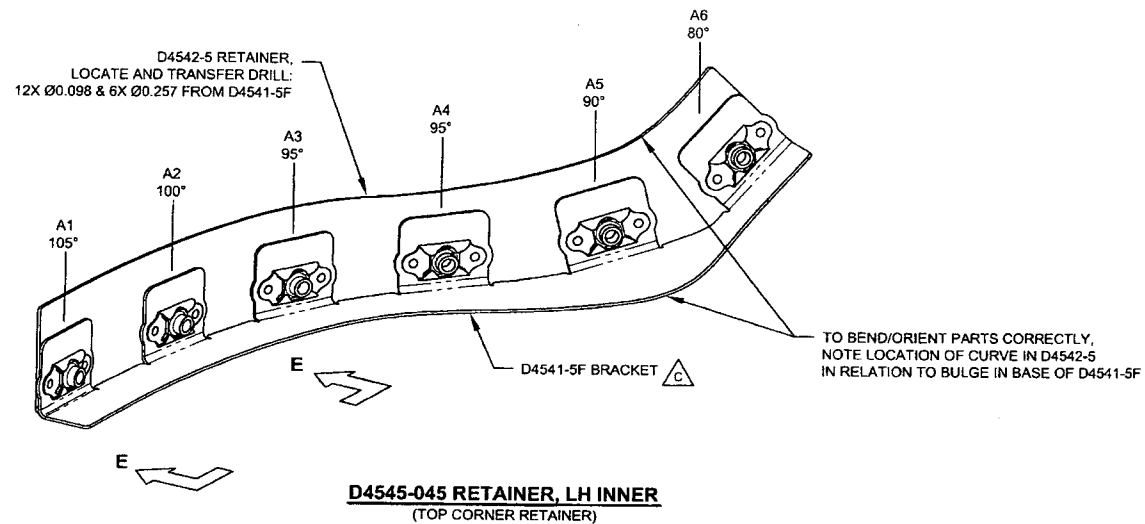 A6
80°
D4542-5 RETAINER,
LOCATE AND TRANSFER DRILL:
12X Ø0.098 & 6X Ø0.257 FROM D4541-5F
A5
90°
A4
95°
A3
95°
A2
100°
A1
105°
TO BEND/ORIENT PARTS CORRECTLY,
NOTE LOCATION OF CURVE IN D4542-5
IN RELATION TO BULGE IN BASE OF D4541-5F
E
D4541-5F BRACKET C
E
D4545-045 RETAINER, LH INNER
(TOP CORNER RETAINER)